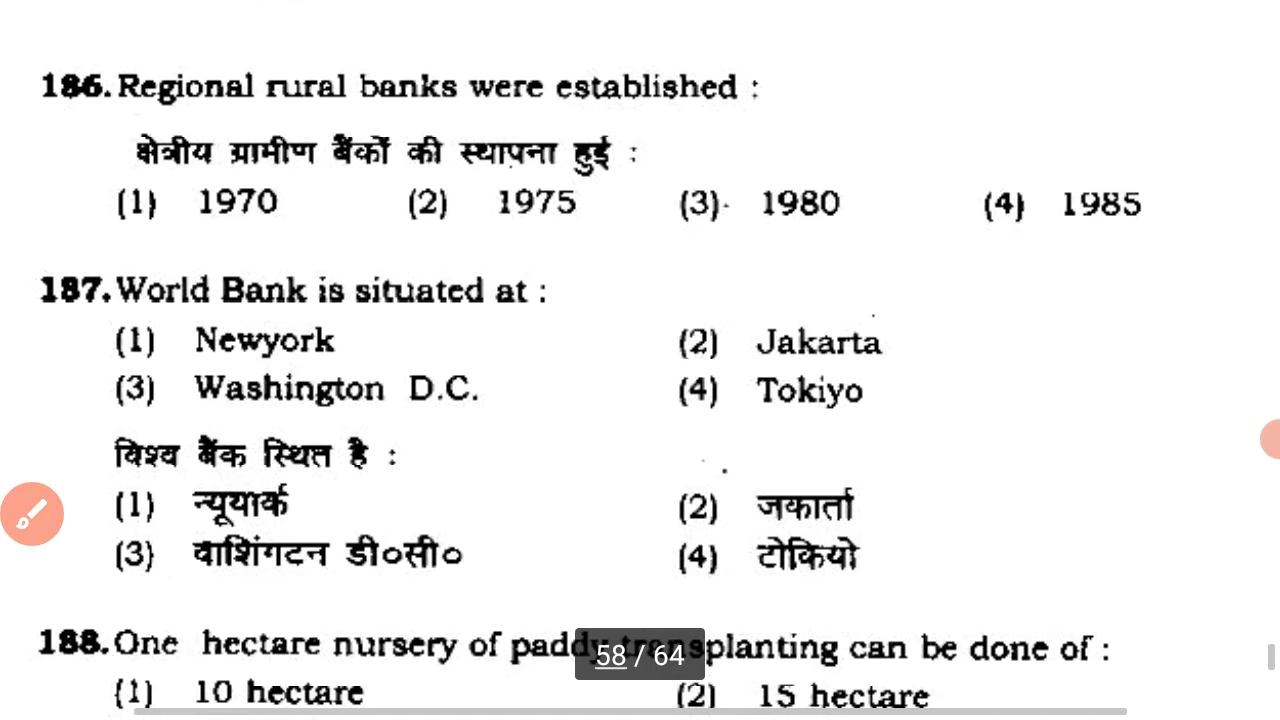 186. Regional rural banks were established :
क्षेत्रीय ग्रामीण बैंकों की स्थापना हुई :
(1) 1970 (2) 1975 (3) 1980 (4) 1985
187. World Bank is situated at :
(1) Newyork (2) Jakarta
(3) Washington D.C. (4) Tokiyo
विश्व बैंक स्थित है :
(1) न्यूयार्क (2) जकार्ता
(3) वाशिंगटन डी०सी० (4) टोकियो
188. One hectare nursery of paddy transplanting can be done of :
58 / 64
(1) 10 hectare (2) 15 hectare